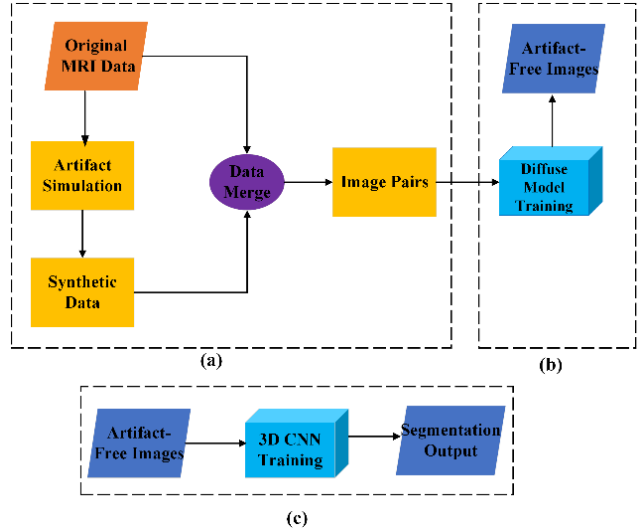 Original
MRI Data
Artifact
Simulation
Synthetic
Data
Data
Merge
Image Pairs
(a)
Artifact-
Free Images
Diffuse
Model
Training
(b)
Artifact-
Free Images
3D CNN
Training
Segmentation
Output
(c)